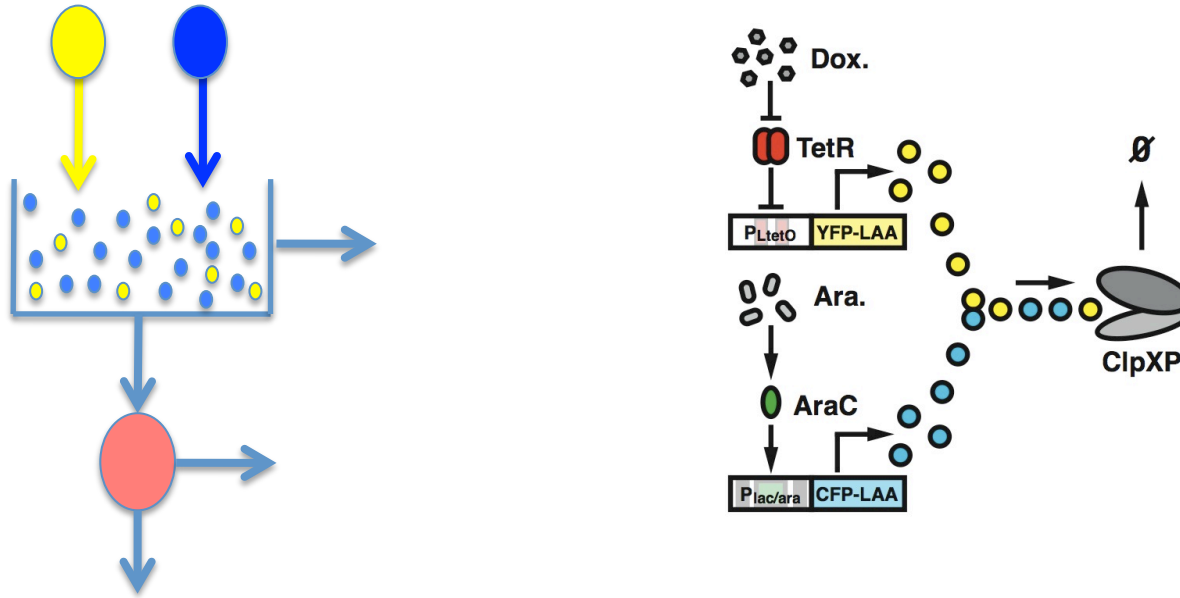 Dox.
TetR
Ø
PLtetO YFP-LAA
Ara.
ClpXP
AraC
Plac/ara CFP-LAA